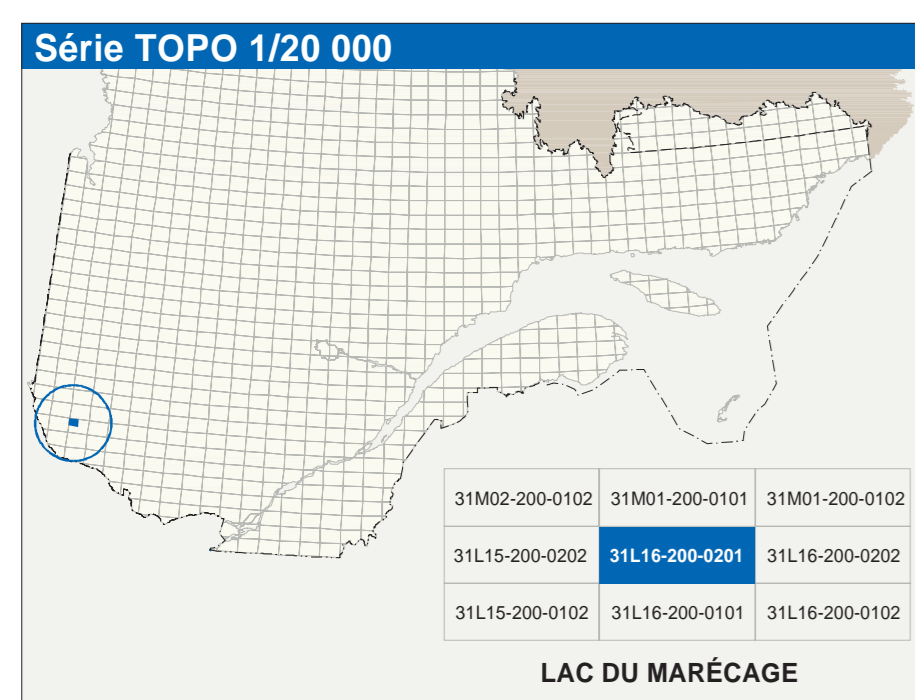 Série TOPO 1/20 000
31M02-200-0102 31M01-200-0101 31M01-200-0102
31L15-200-0202 31L16-200-0201 31L16-200-0202
31L15-200-0102 31L16-200-0101 31L16-200-0102
LAC DU MARÉCAGE